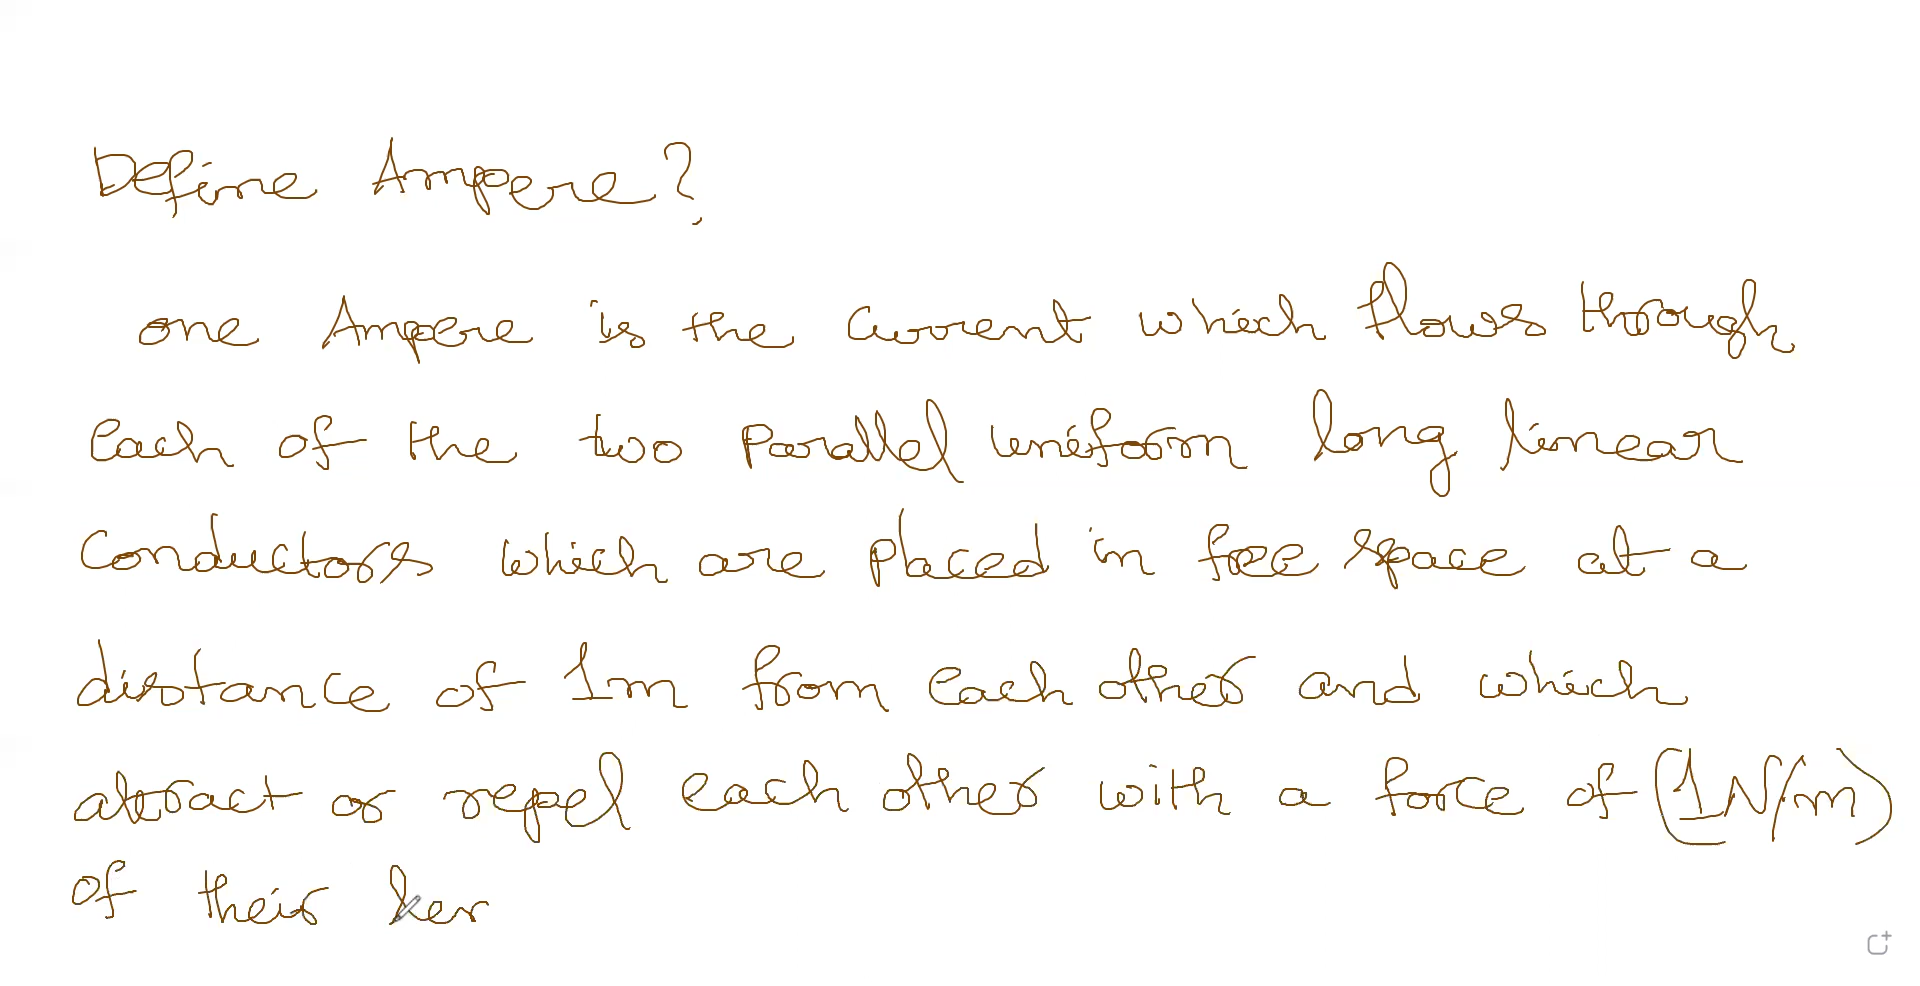 Define Ampere?
one Ampere is the current which flows through
each of the two parallel uniform long linear
conductors which are placed in free space at a
distance of 1m from each other and which
attract or repel each other with a force of (1N/m)
of their len